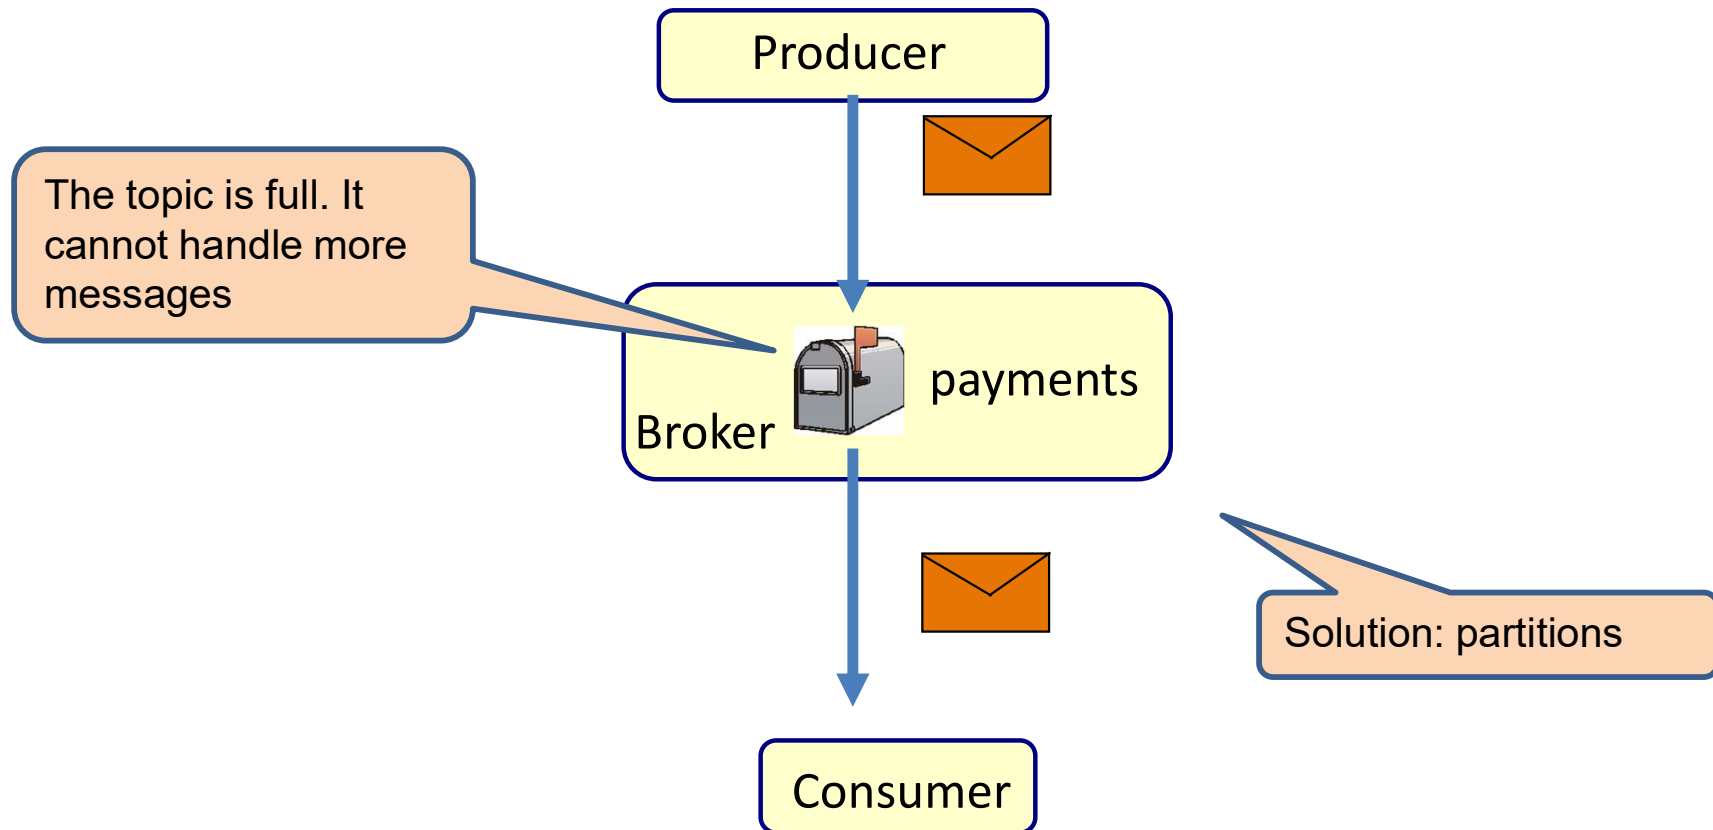 Producer
The topic is full. It
cannot handle more
messages
payments
Broker
Solution: partitions
Consumer